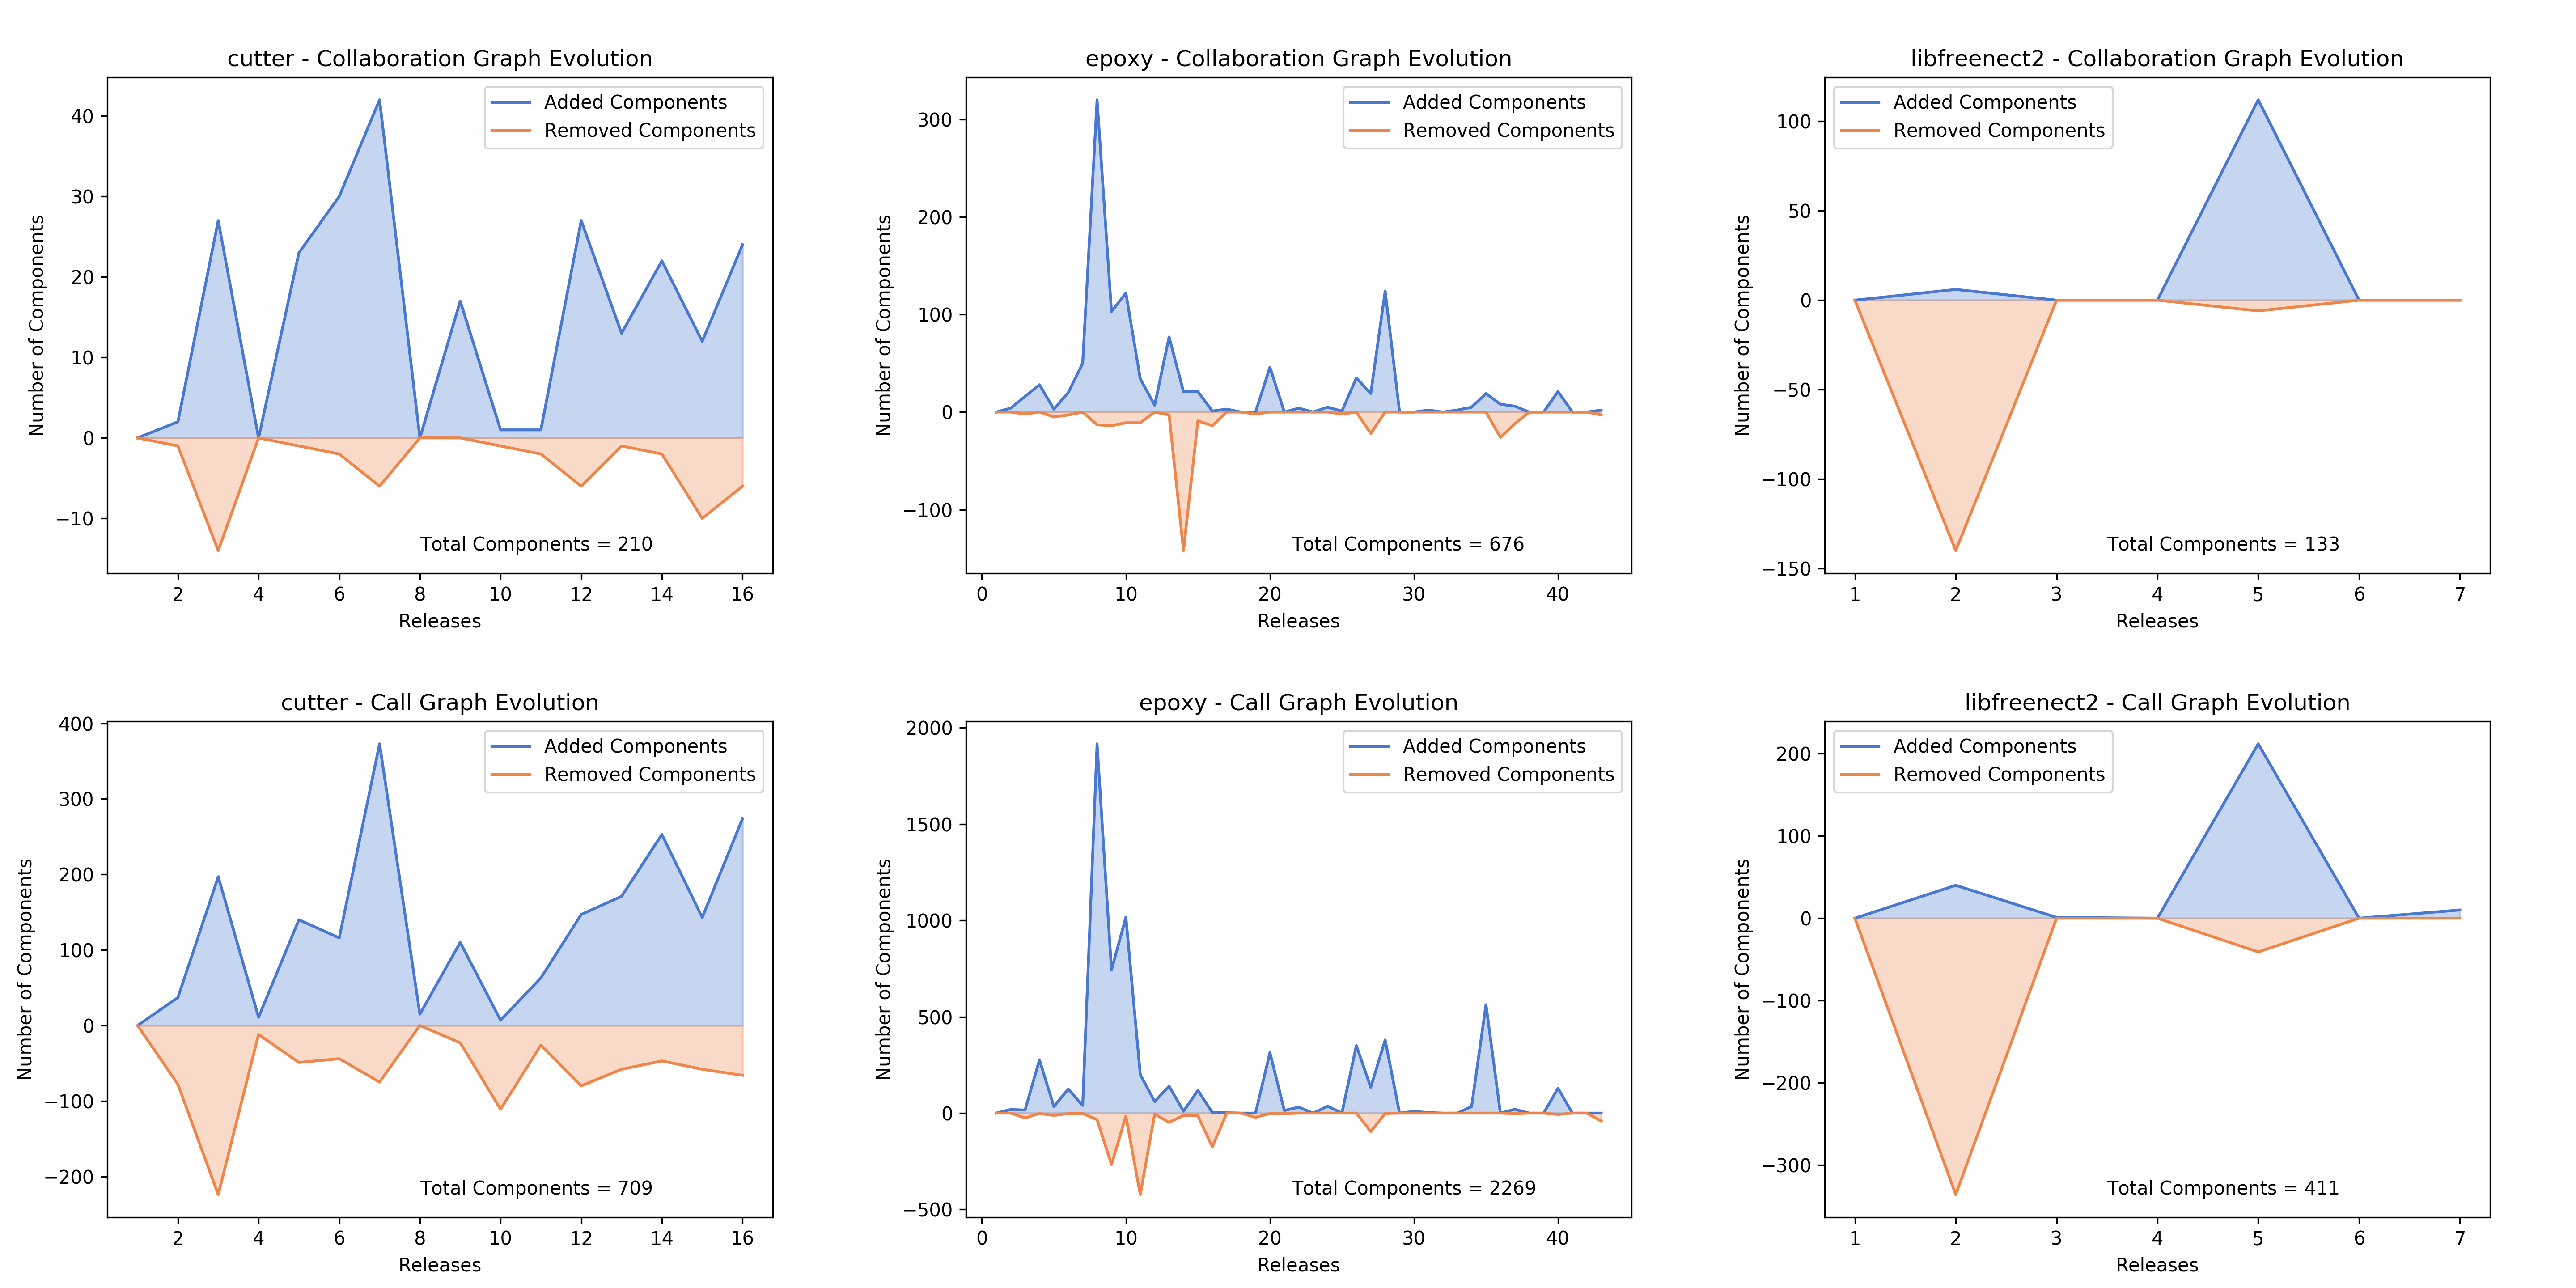 cutter - Collaboration Graph Evolution
Added Components
Removed Components
40
30
20
10
0
−10
Number of Components
Total Components = 210
2 4 6 8 10 12 14 16
Releases
epoxy - Collaboration Graph Evolution
Added Components
Removed Components
300
200
100
0
−100
Number of Components
Total Components = 676
0 10 20 30 40
Releases
libfreenect2 - Collaboration Graph Evolution
Added Components
Removed Components
100
50
0
−50
−100
−150
Number of Components
Total Components = 133
1 2 3 4 5 6 7
Releases
cutter - Call Graph Evolution
Added Components
Removed Components
400
300
200
100
0
−100
−200
Number of Components
Total Components = 709
2 4 6 8 10 12 14 16
Releases
epoxy - Call Graph Evolution
Added Components
Removed Components
2000
1500
1000
500
0
−500
Number of Components
Total Components = 2269
0 10 20 30 40
Releases
libfreenect2 - Call Graph Evolution
Added Components
Removed Components
200
100
0
−100
−200
−300
Number of Components
Total Components = 411
1 2 3 4 5 6 7
Releases